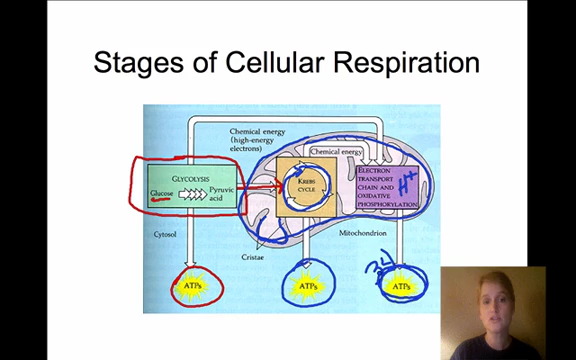 Stages of Cellular Respiration
Chemical energy
(high-energy
electrons)
Chemical energy
GLYCOLYSIS
Glucose
Pyruvic
acid
KREBS
CYCLE
ELECTRON
TRANSPORT
CHAIN AND
OXIDATIVE
PHOSPHORYLATION
H+
Cytosol
Cristae
Mitochondrion
34
ATPs
ATPs
ATPs